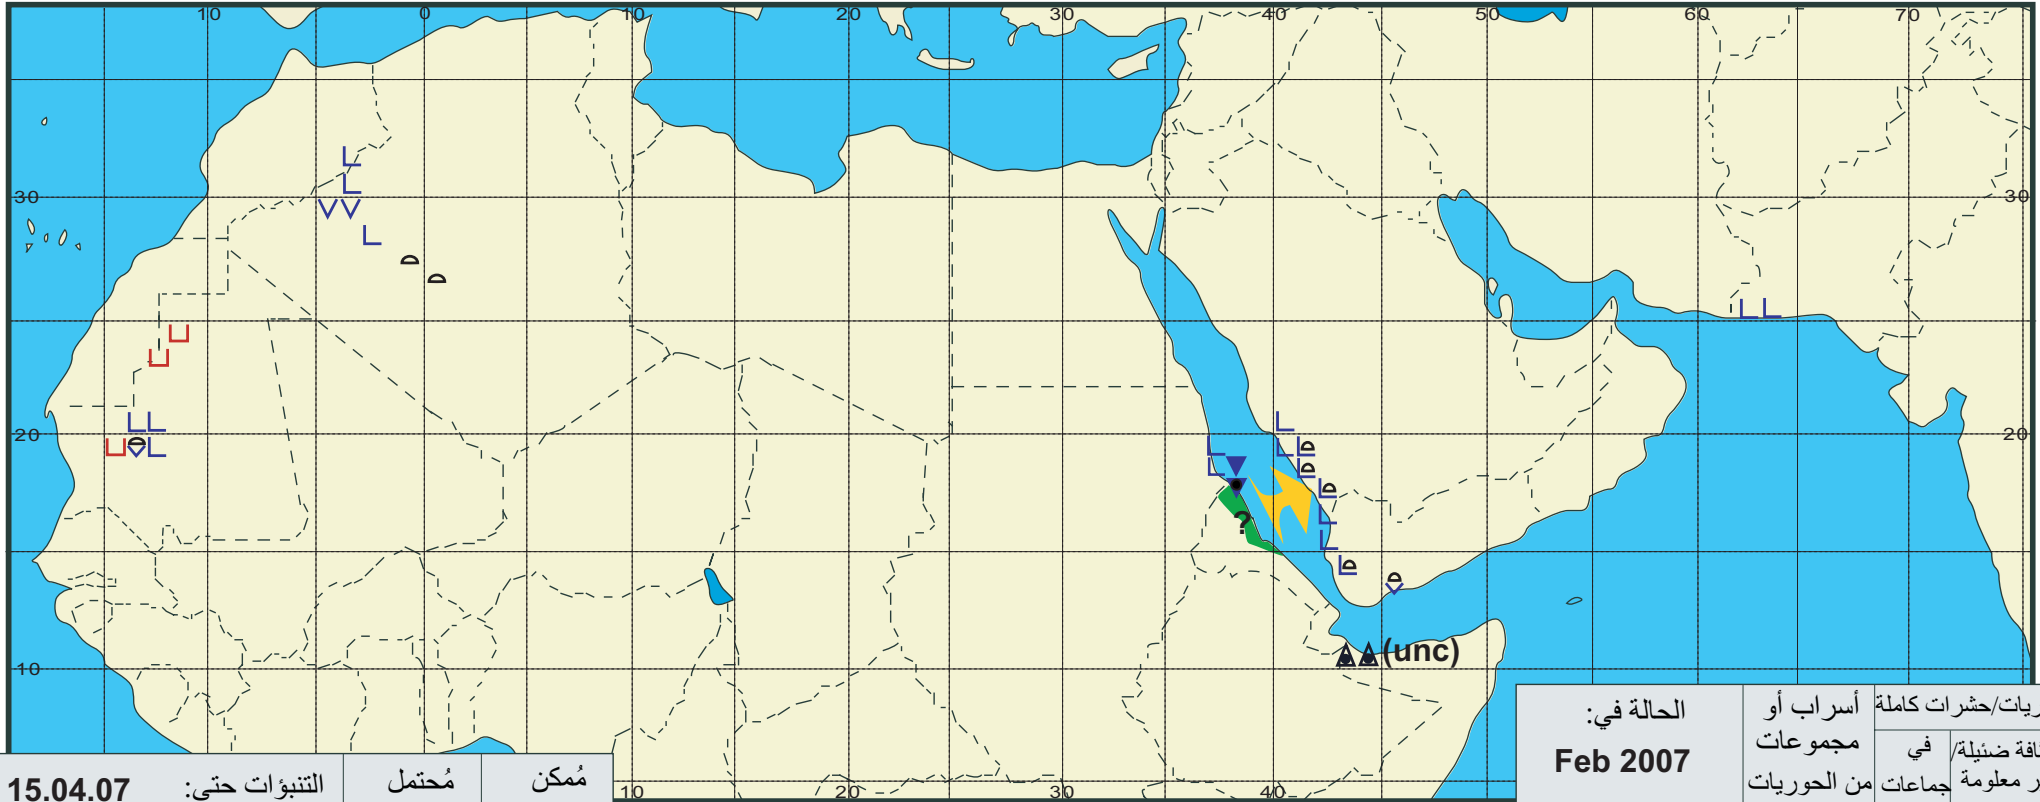 10 0 10 20 30 40 50 60 70
30 30
20 20
?
(unc)
10
الحالة في:
Feb 2007
أسراب أو
مجموعات
من الحوريات
حشرات كاملة
في
جماعات
ضئيلة/
معلومة
التنبؤات حتى:
15.04.07
مُحتمل
مُمكن
10 20 30 40